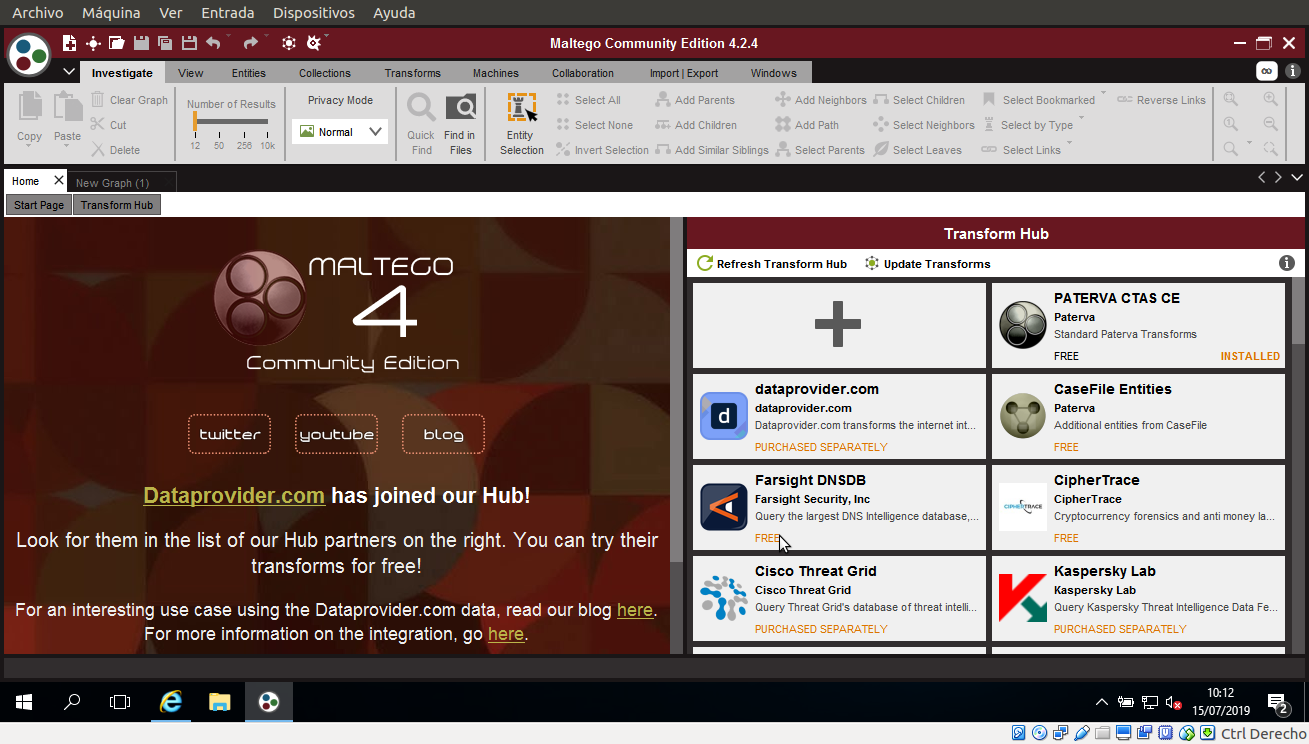 Archivo Máquina Ver Entrada Dispositivos Ayuda
Maltego Community Edition 4.2.4
Investigate View Entities Collections Transforms Machines Collaboration Import | Export Windows
Copy
Paste
Clear Graph
Cut
Delete
Number of Results
12 50 256 10k
Privacy Mode
Normal
Quick Find
Find in Files
Entity Selection
Select All
Select None
Invert Selection
Add Parents
Add Children
Add Similar Siblings
Add Neighbors
Add Path
Select Parents
Select Children
Select Neighbors
Select Leaves
Select Bookmarked
Select by Type
Select Links
Reverse Links
Home New Graph (1)
Start Page Transform Hub
MALTEGO
4
Community Edition
twitter youtube blog
Dataprovider.com has joined our Hub!
Look for them in the list of our Hub partners on the right. You can try their
transforms for free!
For an interesting use case using the Dataprovider.com data, read our blog here.
For more information on the integration, go here.
Transform Hub
Refresh Transform Hub Update Transforms
PATERVA CTAS CE
Paterva
Standard Paterva Transforms
FREE INSTALLED
d
dataprovider.com
dataprovider.com
Dataprovider.com transforms the internet int...
PURCHASED SEPARATELY
CaseFile Entities
Paterva
Additional entities from CaseFile
FREE
Farsight DNSDB
Farsight Security, Inc
Query the largest DNS Intelligence database,...
FREE
CIPHERTRACE
CipherTrace
CipherTrace
Cryptocurrency forensics and anti money la...
FREE
Cisco Threat Grid
Cisco Threat Grid
Query Threat Grid's database of threat intelli...
PURCHASED SEPARATELY
Kaspersky Lab
Kaspersky Lab
Query Kaspersky Threat Intelligence Data Fe...
PURCHASED SEPARATELY
10:12
15/07/2019
2
Ctrl Derecho